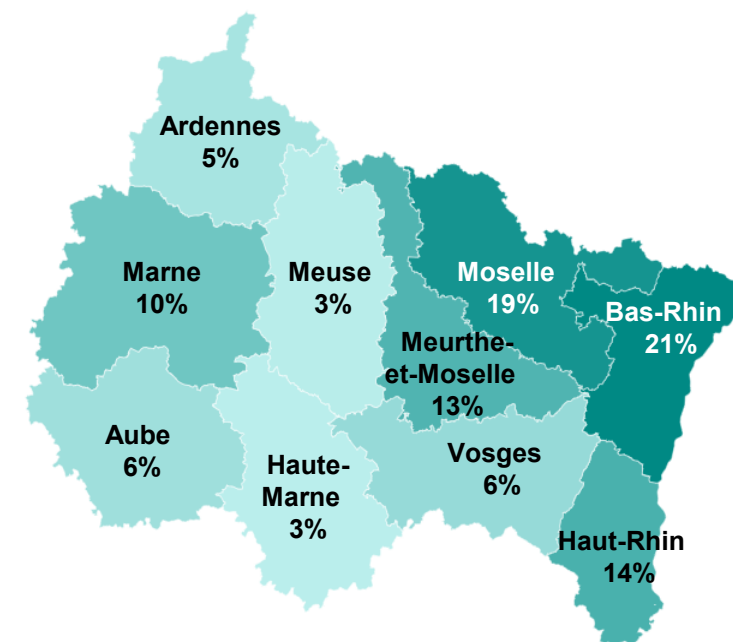 Ardennes
5%
Marne
10%
Meuse
3%
Moselle
19%
Bas-Rhin
21%
Meurthe-
et-Moselle
13%
Aube
6%
Haute-
Marne
3%
Vosges
6%
Haut-Rhin
14%